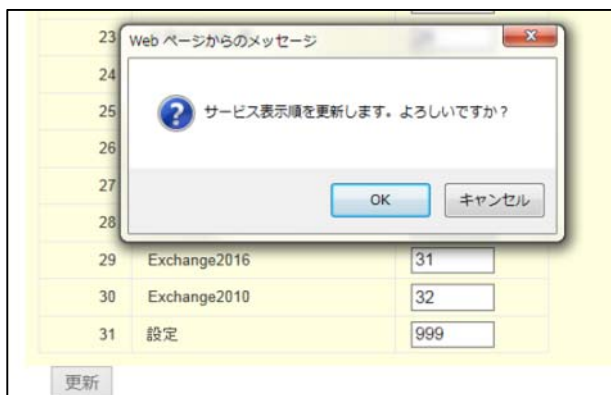 23
Web ページからのメッセージ
24
25
サービス表示順を更新します。よろしいですか？
26
27
OK
キャンセル
28
29 Exchange2016 31
30 Exchange2010 32
31 設定 999
更新